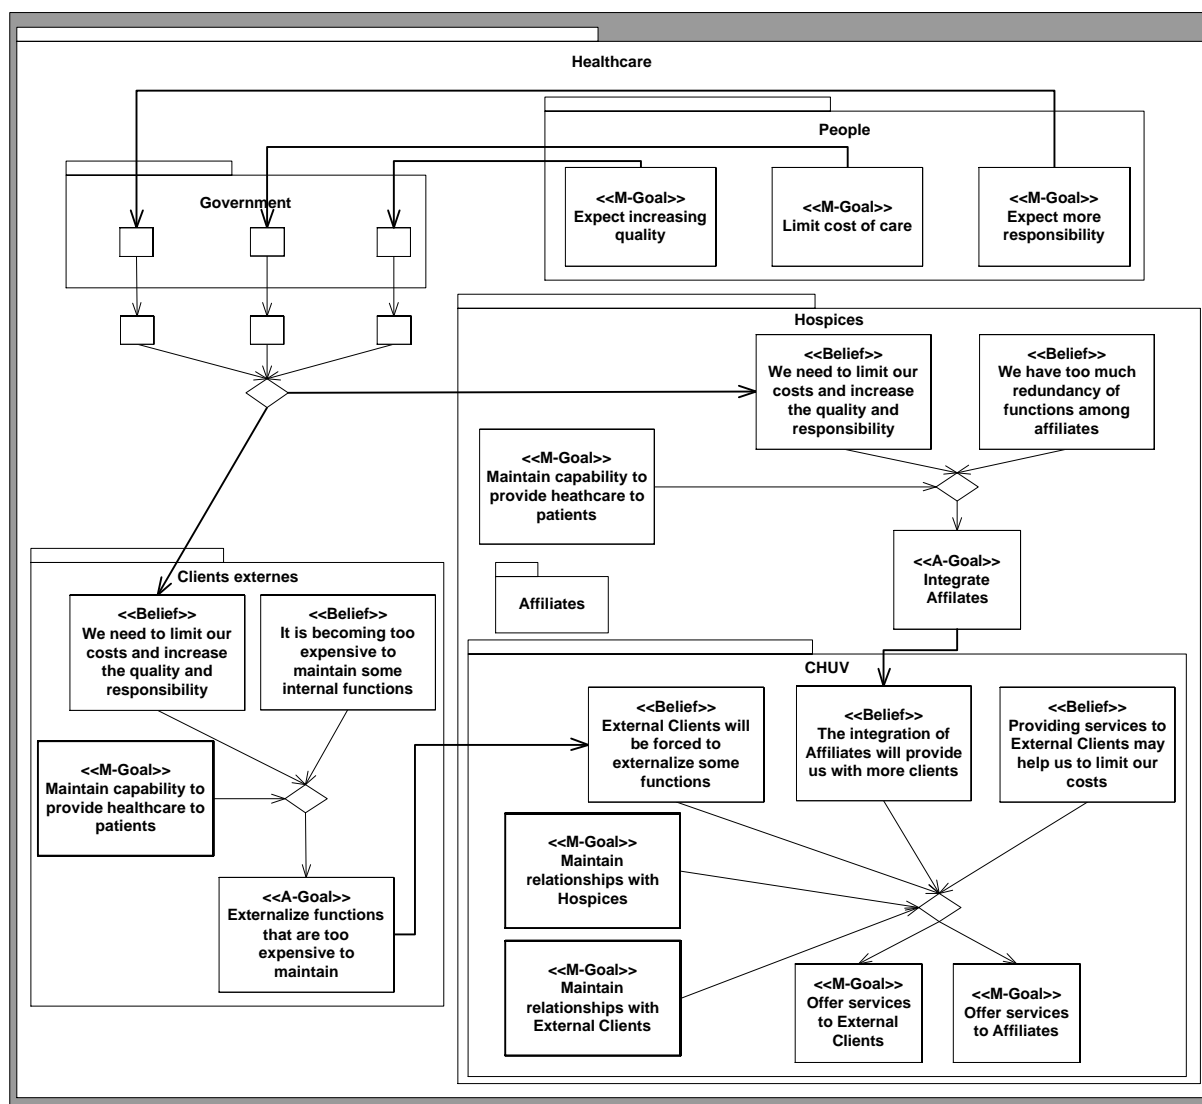 Healthcare
People
<<M-Goal>>
Expect increasing
quality
<<M-Goal>>
Limit cost of care
<<M-Goal>>
Expect more
responsibility
Government
Hospices
<<Belief>>
We need to limit our
costs and increase
the quality and
responsibility
<<Belief>>
We have too much
redundancy of
functions among
affiliates
<<M-Goal>>
Maintain capability to
provide heathcare to
patients
<<A-Goal>>
Integrate
Affilates
Affiliates
Clients externes
<<Belief>>
We need to limit our
costs and increase
the quality and
responsibility
<<Belief>>
It is becoming too
expensive to
maintain some
internal functions
<<M-Goal>>
Maintain capability to
provide healthcare to
patients
<<A-Goal>>
Externalize functions
that are too
expensive to
maintain
CHUV
<<Belief>>
External Clients will
be forced to
externalize some
functions
<<Belief>>
The integration of
Affiliates will provide
us with more clients
<<Belief>>
Providing services to
External Clients may
help us to limit our
costs
<<M-Goal>>
Maintain
relationships with
Hospices
<<M-Goal>>
Maintain
relationships with
External Clients
<<M-Goal>>
Offer services
to External
Clients
<<M-Goal>>
Offer services
to Affiliates